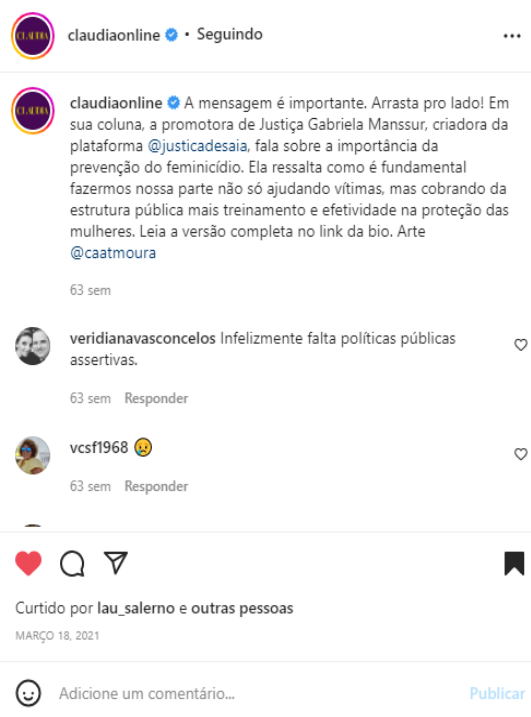 CLAUDIA
claudiaonline • Seguindo
CLAUDIA
claudiaonline A mensagem é importante. Arrasta pro lado! Em
sua coluna, a promotora de Justiça Gabriela Manssur, criadora da
plataforma @justicadesaia, fala sobre a importância da
prevenção do feminicídio. Ela ressalta como é fundamental
fazermos nossa parte não só ajudando vítimas, mas cobrando da
estrutura pública mais treinamento e efetividade na proteção das
mulheres. Leia a versão completa no link da bio. Arte
@caatmoura
63 sem
veridianavasconcelos Infelizmente falta políticas públicas
assertivas.
63 sem Responder
vcsf1968 😢
63 sem Responder
Curtido por lau_salerno e outras pessoas
MARÇO 18, 2021
Adicione um comentário... Publicar